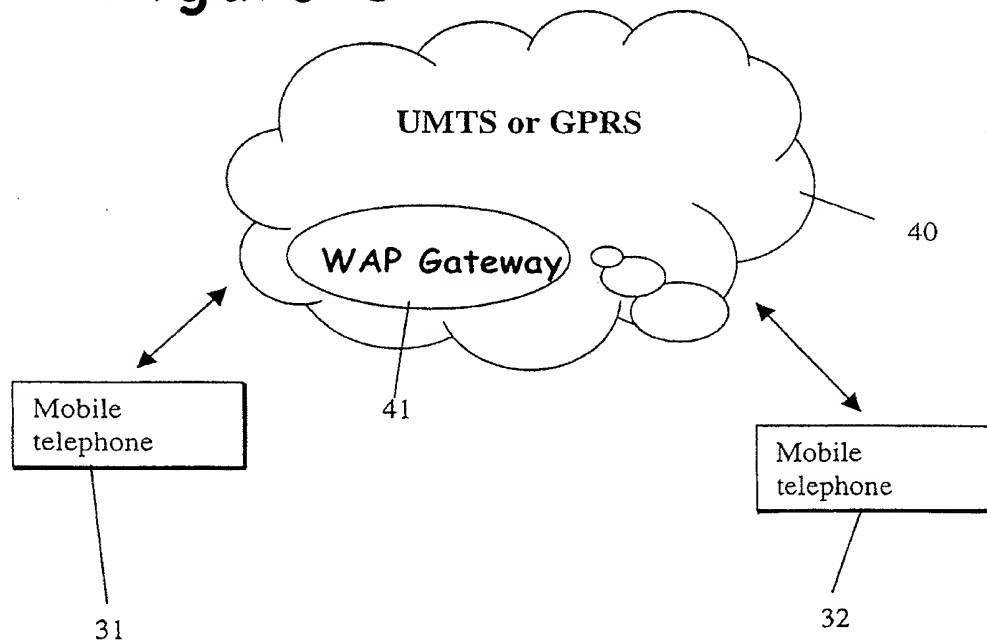 UMTS or GPRS
40
WAP Gateway
41
Mobile
telephone
Mobile
telephone
31
32